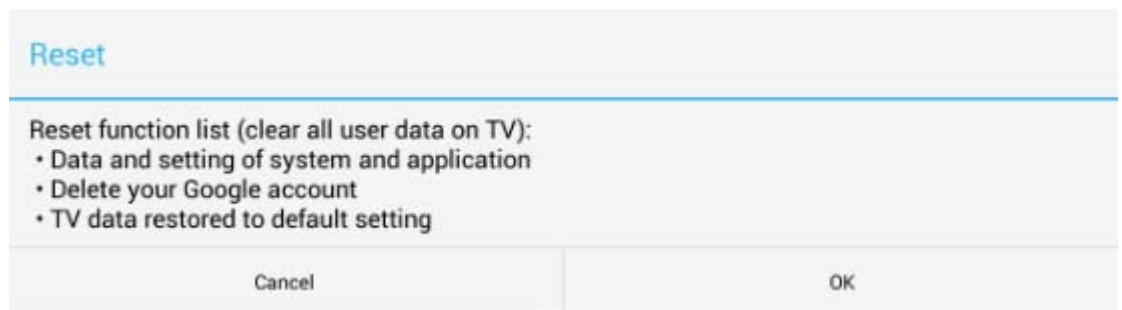 Reset
Reset function list (clear all user data on TV):
• Data and setting of system and application
• Delete your Google account
• TV data restored to default setting
Cancel
OK